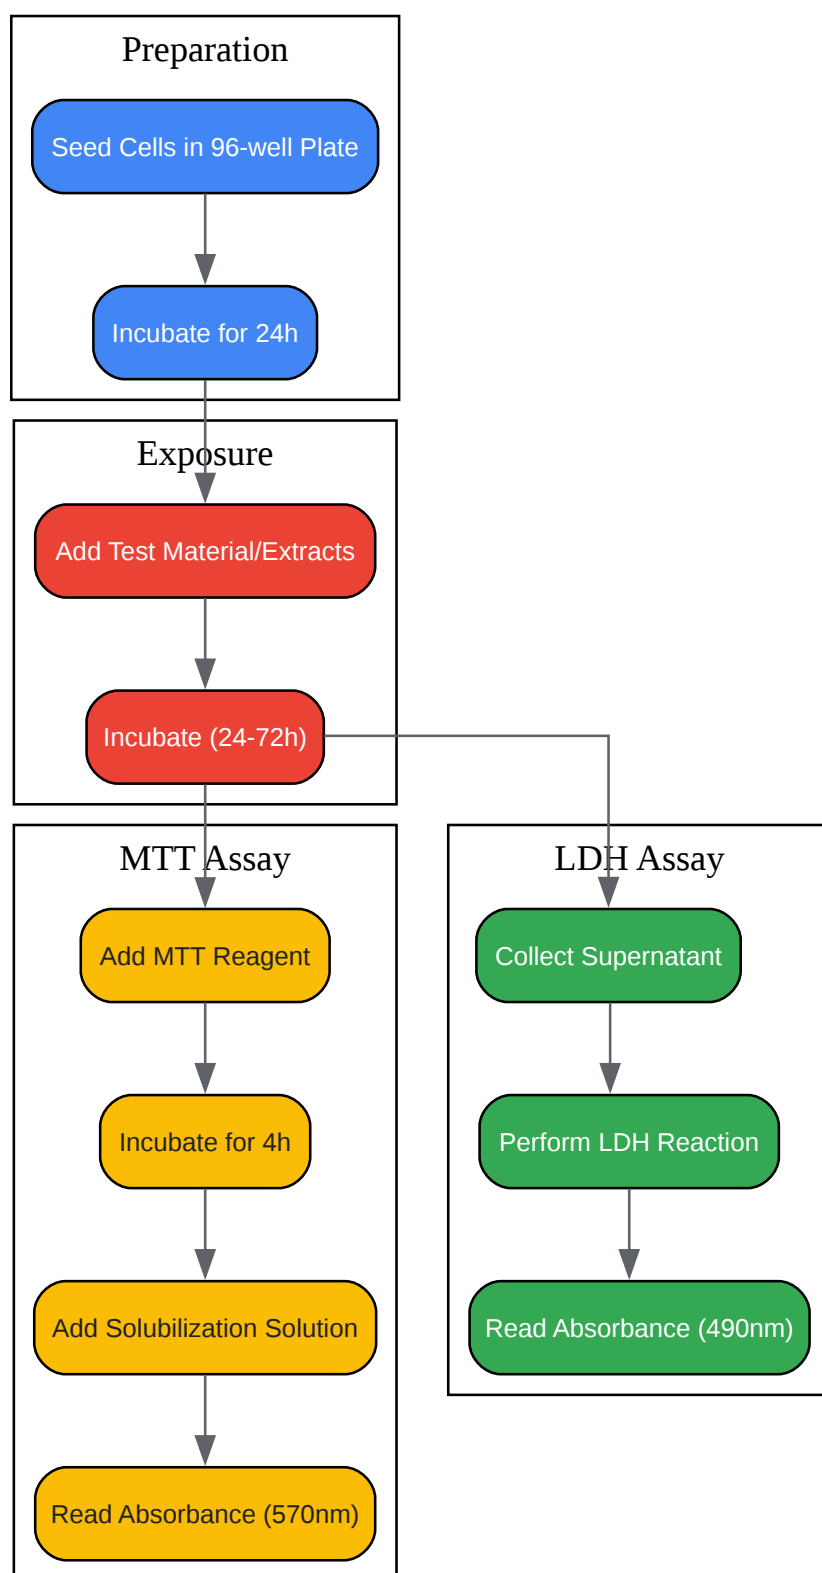 Preparation
Seed Cells in 96-well Plate
Incubate for 24h
Exposure
Add Test Material/Extracts
Incubate (24-72h)
MTT Assay
Add MTT Reagent
Incubate for 4h
Add Solubilization Solution
Read Absorbance (570nm)
LDH Assay
Collect Supernatant
Perform LDH Reaction
Read Absorbance (490nm)